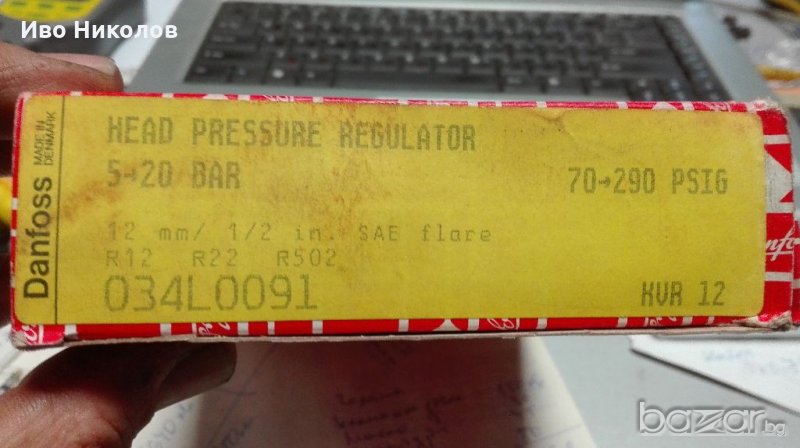 Иво Николов
HEAD PRESSURE REGULATOR
5→20 BAR 70→290 PSIG
12 mm/ 1/2 in. SAE flare
R12 R22 R502
034L0091 KVR 12
Danfoss
MADE IN
DENMARK
bazar.bg